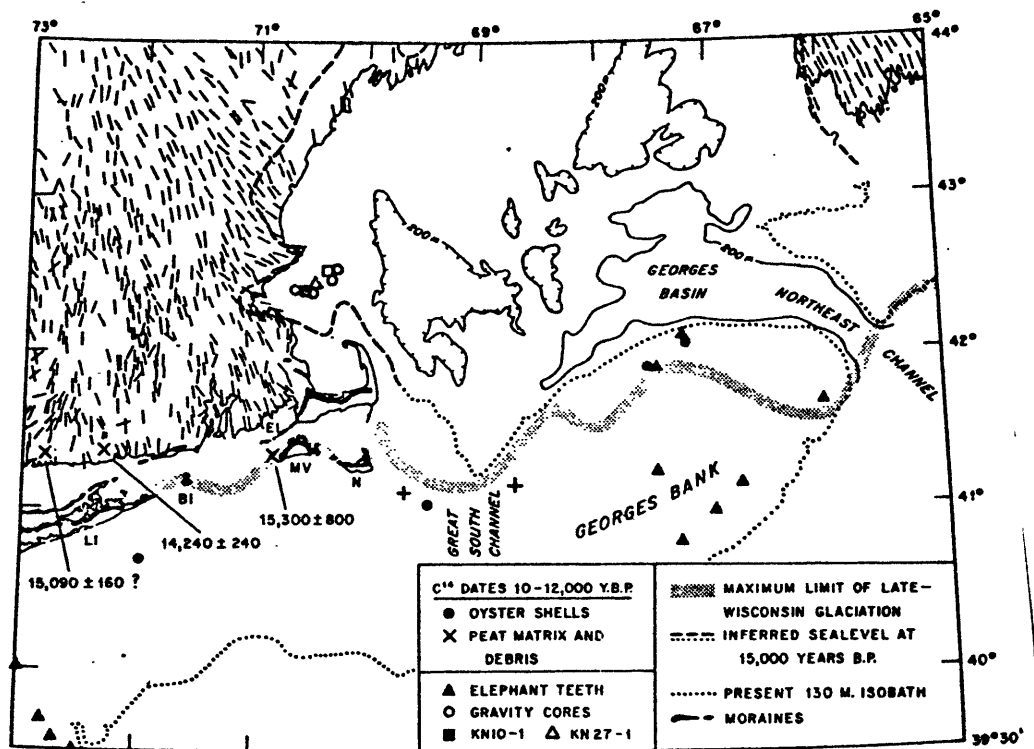 73°
71°
69°
67°
65°
44°
200 m
43°
200 m
200 m
GEORGES
BASIN
NORTHEAST
CHANNEL
42°
EI
MV
N
BI
LI
41°
GEORGES BANK
GREAT
SOUTH
CHANNEL
15,300 ± 800
14,240 ± 240
15,090 ± 160 ?
C¹⁴ DATES 10-12,000 Y.B.P.
OYSTER SHELLS
PEAT MATRIX AND
DEBRIS
ELEPHANT TEETH
GRAVITY CORES
KN10-1
KN27-1
MAXIMUM LIMIT OF LATE-
WISCONSIN GLACIATION
INFERRED SEALEVEL AT
15,000 YEARS B.P.
PRESENT 130 M. ISOBATH
MORAINES
40°
39°30'